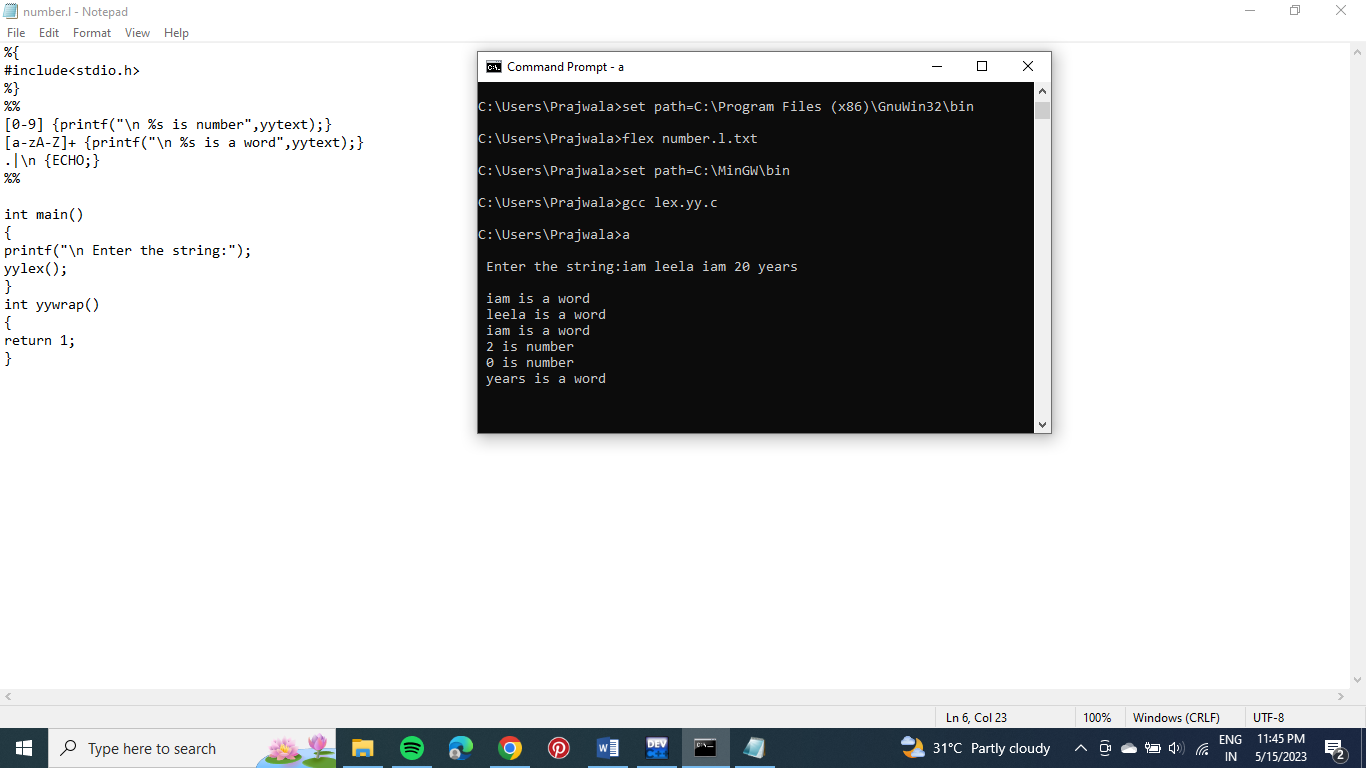 number.l - Notepad
File Edit Format View Help
%{
#include<stdio.h>
%}
%%
[0-9] {printf("\n %s is number",yytext);}
[a-zA-Z]+ {printf("\n %s is a word",yytext);}
.|\n {ECHO;}
%%
int main()
{
printf("\n Enter the string:");
yylex();
}
int yywrap()
{
return 1;
}
Command Prompt - a
C:\Users\Prajwala>set path=C:\Program Files (x86)\GnuWin32\bin
C:\Users\Prajwala>flex number.l.txt
C:\Users\Prajwala>set path=C:\MinGW\bin
C:\Users\Prajwala>gcc lex.yy.c
C:\Users\Prajwala>a
Enter the string:iam leela iam 20 years
iam is a word
leela is a word
iam is a word
2 is number
0 is number
years is a word
Ln 6, Col 23 100% Windows (CRLF) UTF-8
Type here to search
DEV
31°C Partly cloudy
ENG
IN
11:45 PM
5/15/2023
2